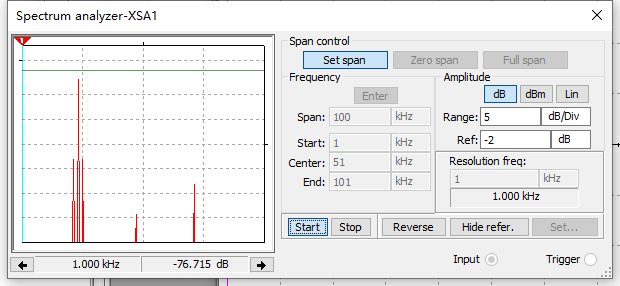 Spectrum analyzer-XSA1
1
Span control
Set span Zero span Full span
Frequency
Enter
Span: 100 kHz
Start: 1 kHz
Center: 51 kHz
End: 101 kHz
Amplitude
dB dBm Lin
Range: 5 dB/Div
Ref: -2 dB
Resolution freq:
1 kHz
1.000 kHz
Start Stop Reverse Hide refer. Set...
1.000 kHz -76.715 dB
Input Trigger